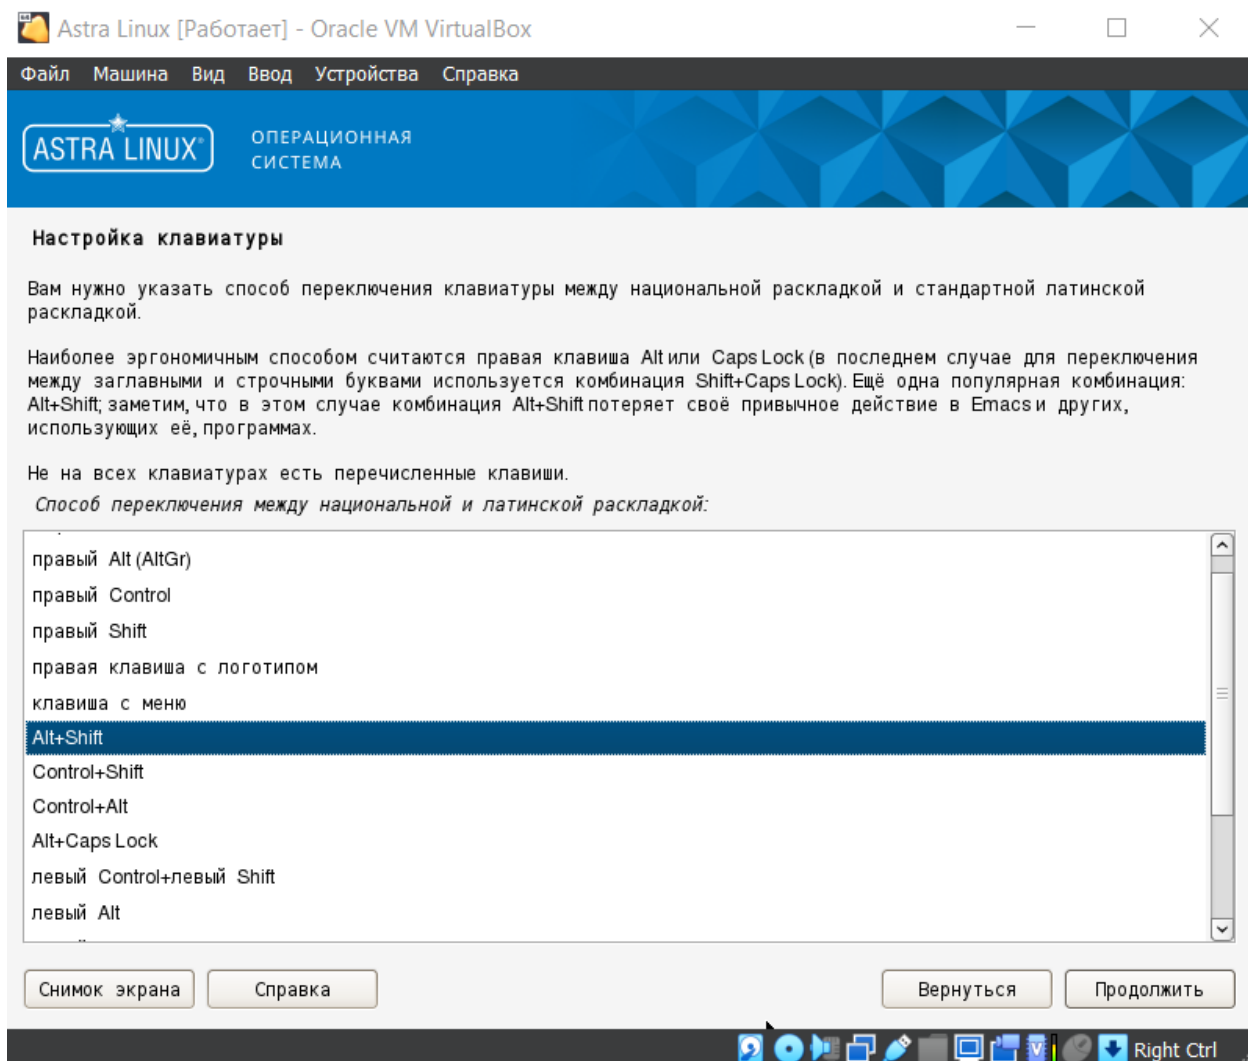 Astra Linux [Работает] - Oracle VM VirtualBox
Файл Машина Вид Ввод Устройства Справка
ASTRA LINUX®
ОПЕРАЦИОННАЯ
СИСТЕМА
Настройка клавиатуры
Вам нужно указать способ переключения клавиатуры между национальной раскладкой и стандартной латинской
раскладкой.
Наиболее эргономичным способом считаются правая клавиша Alt или Caps Lock (в последнем случае для переключения
между заглавными и строчными буквами используется комбинация Shift+Caps Lock). Ещё одна популярная комбинация:
Alt+Shift; заметим, что в этом случае комбинация Alt+Shift потеряет своё привычное действие в Emacs и других,
использующих её, программах.
Не на всех клавиатурах есть перечисленные клавиши.
Способ переключения между национальной и латинской раскладкой:
правый Alt (AltGr)
правый Control
правый Shift
правая клавиша с логотипом
клавиша с меню
Alt+Shift
Control+Shift
Control+Alt
Alt+Caps Lock
левый Control+левый Shift
левый Alt
Снимок экрана Справка Вернуться Продолжить
Right Ctrl